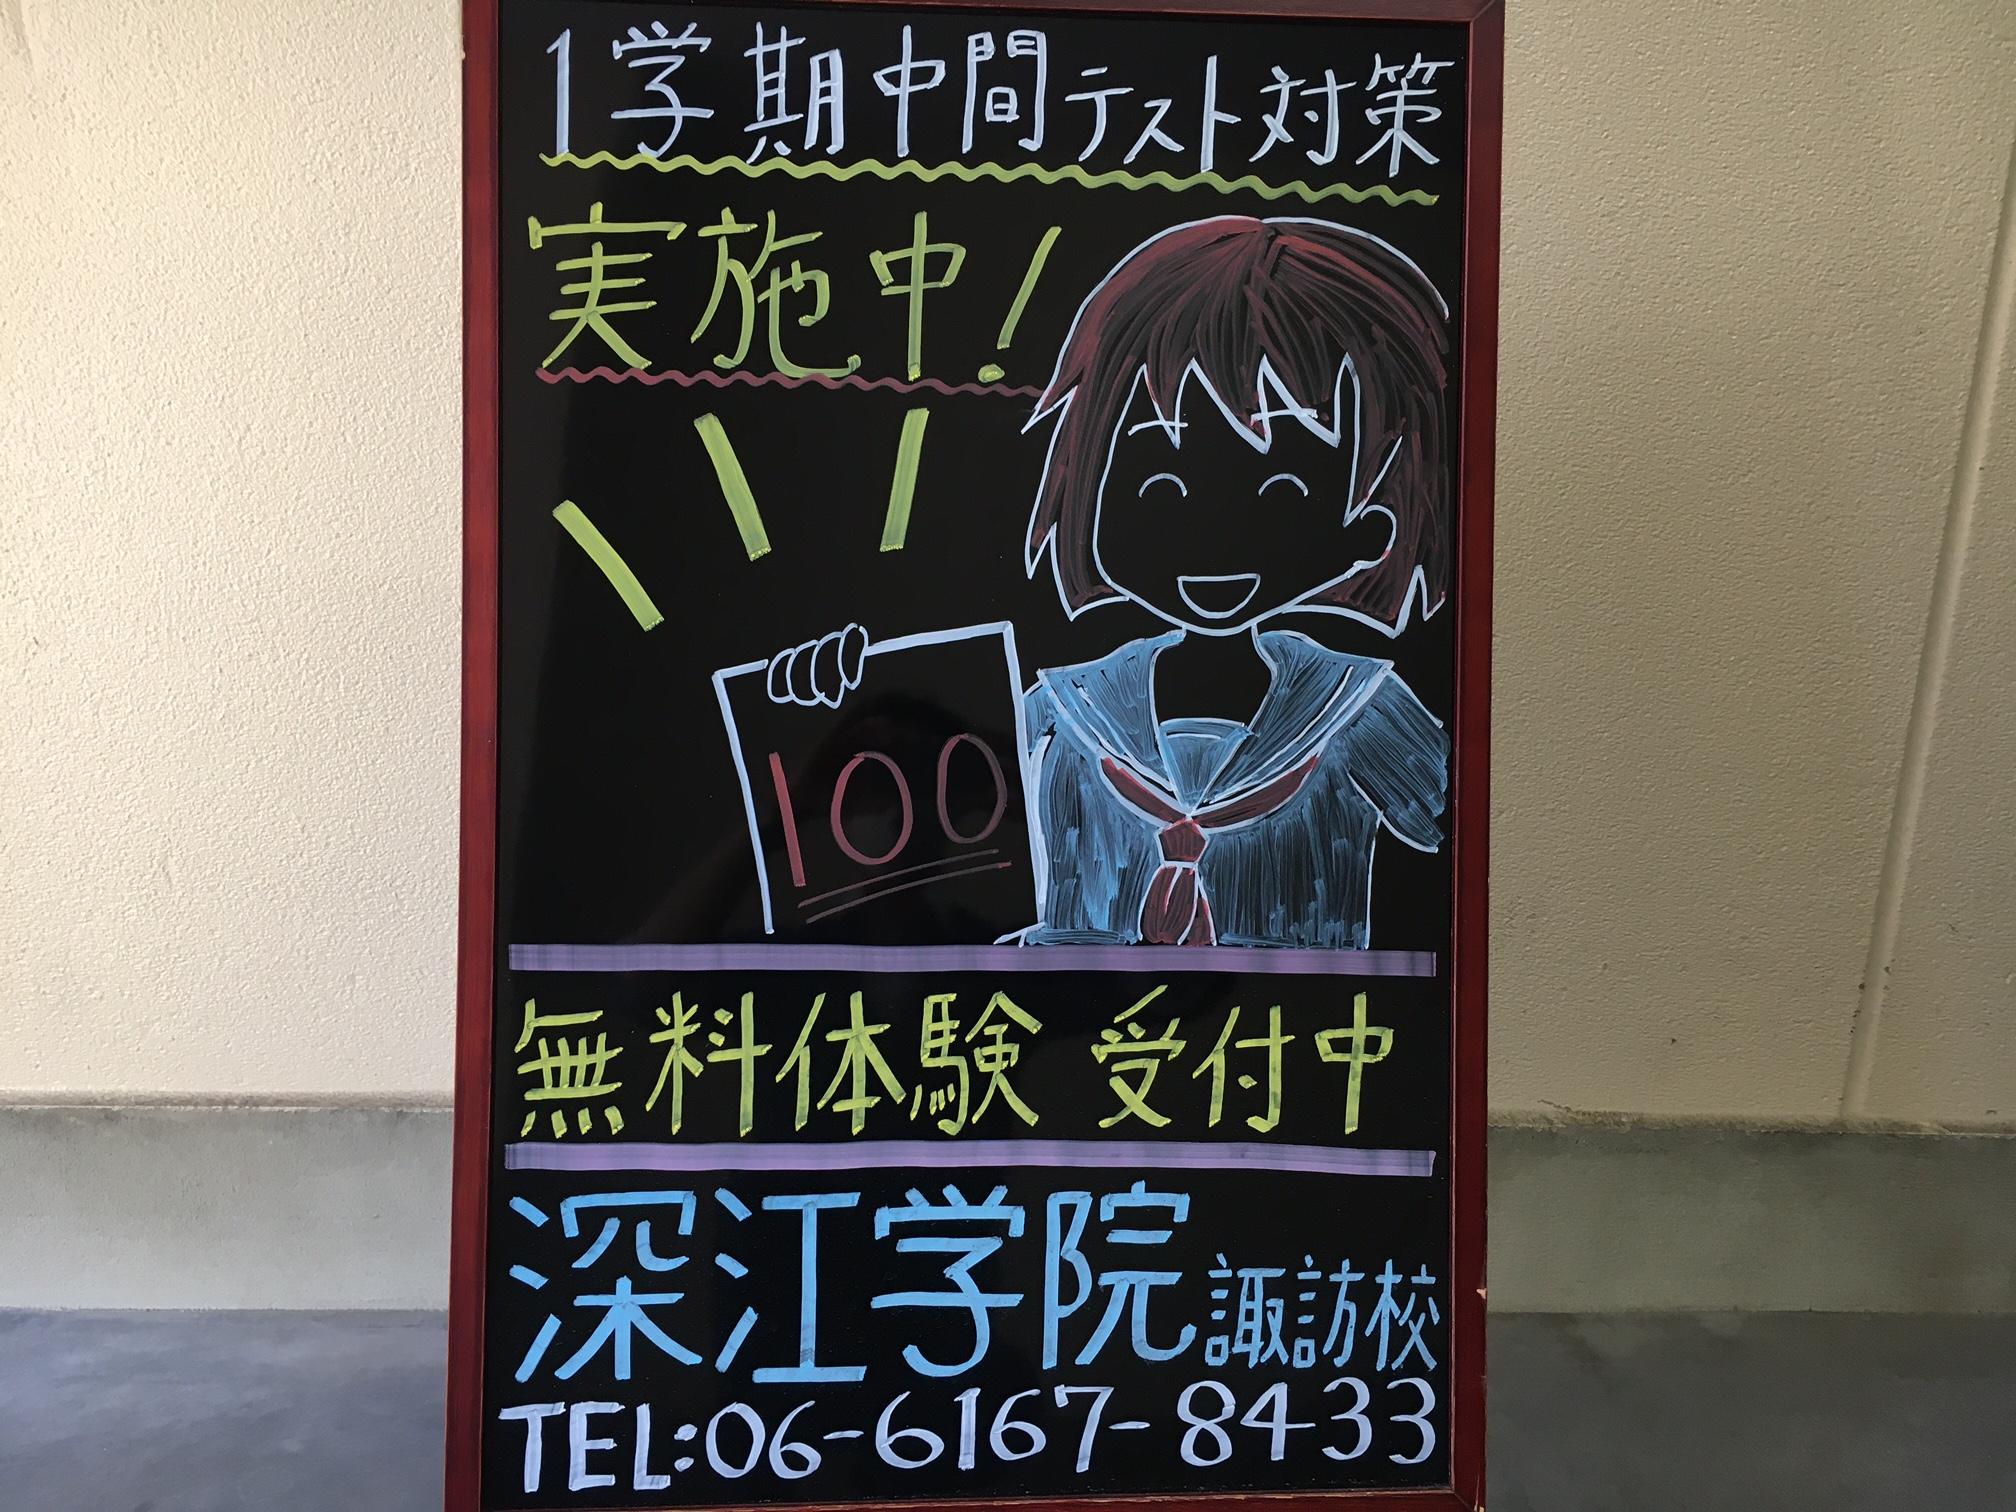 1学期中間テスト対策
実施中!
100
無料体験 受付中
深江学院 諏訪校
TEL:06-6167-8433